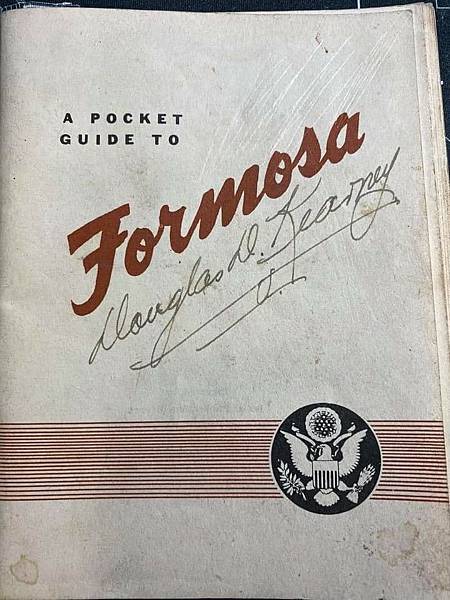 A POCKET
GUIDE TO
Formosa
Douglas D. Kearney.